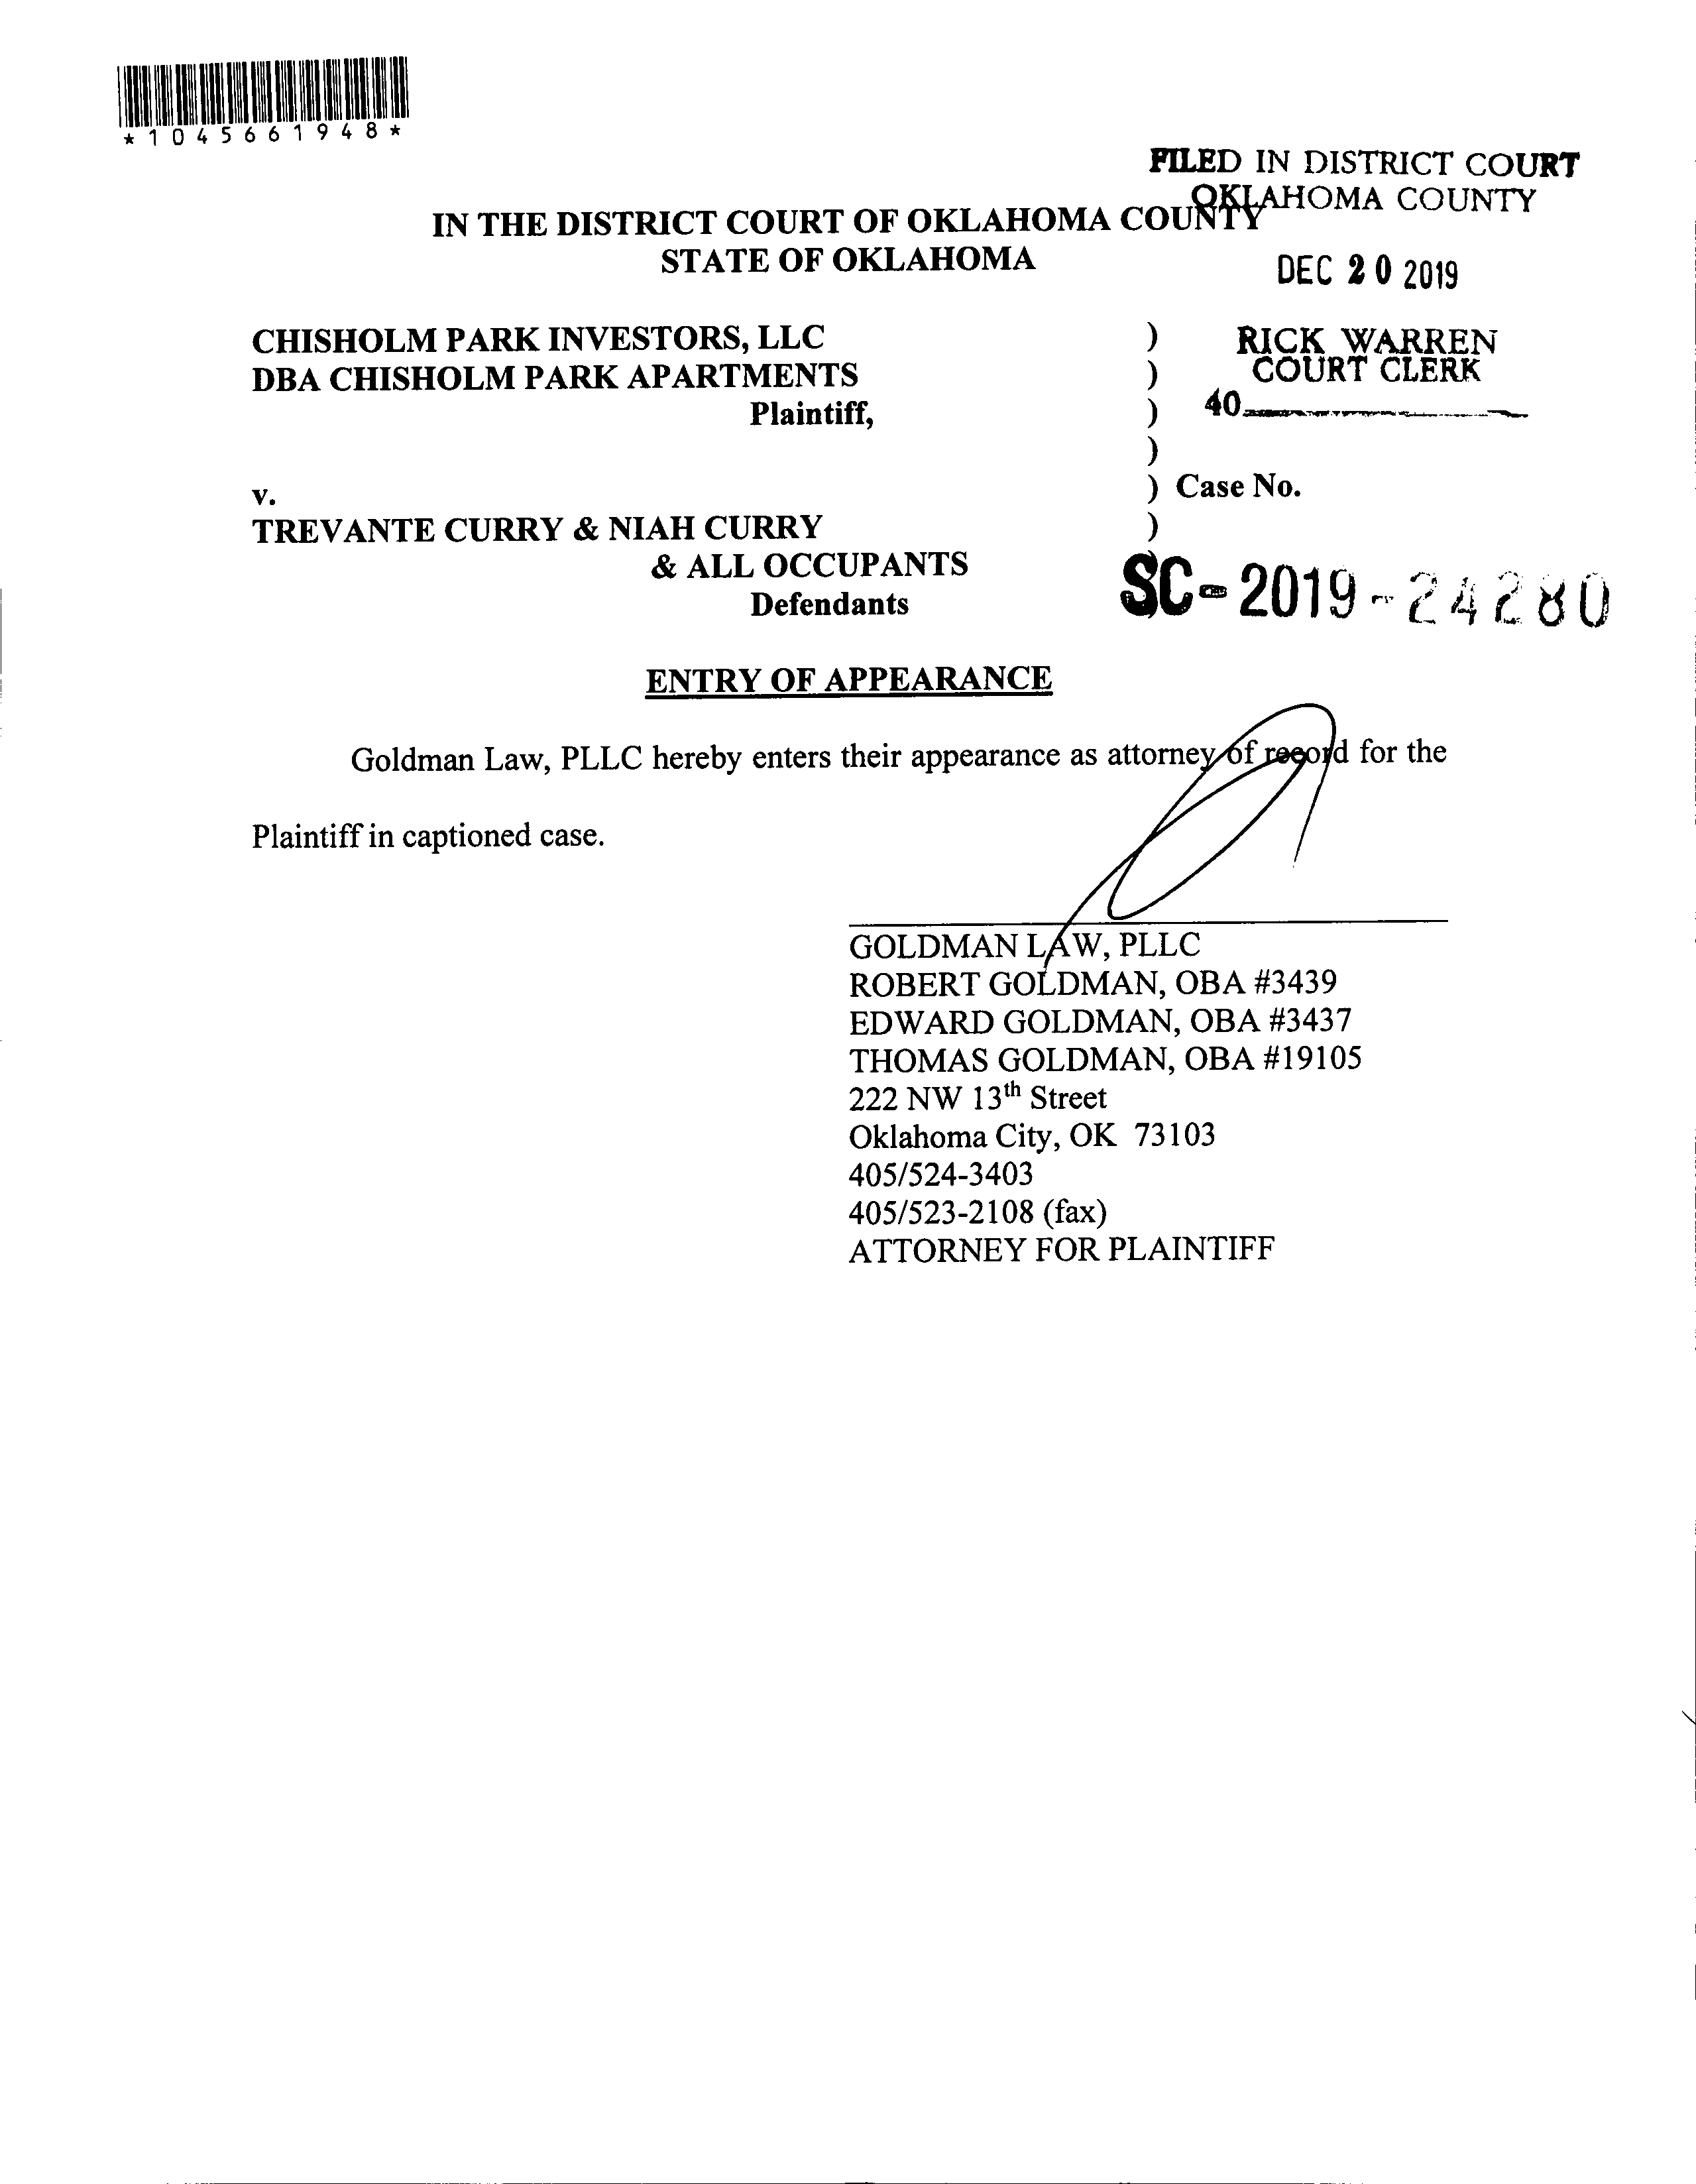 *1045661948*
FILED IN DISTRICT COURT
OKLAHOMA COUNTY
IN THE DISTRICT COURT OF OKLAHOMA COUNTY
STATE OF OKLAHOMA
DEC 20 2019
CHISHOLM PARK INVESTORS, LLC )
DBA CHISHOLM PARK APARTMENTS )
Plaintiff, )
)
RICK WARREN
COURT CLERK
40
v. ) Case No.
TREVANTE CURRY & NIAH CURRY )
& ALL OCCUPANTS )
Defendants
SC-2019-24280
ENTRY OF APPEARANCE
Goldman Law, PLLC hereby enters their appearance as attorney of record for the
Plaintiff in captioned case.
GOLDMAN LAW, PLLC
ROBERT GOLDMAN, OBA #3439
EDWARD GOLDMAN, OBA #3437
THOMAS GOLDMAN, OBA #19105
222 NW 13th Street
Oklahoma City, OK 73103
405/524-3403
405/523-2108 (fax)
ATTORNEY FOR PLAINTIFF